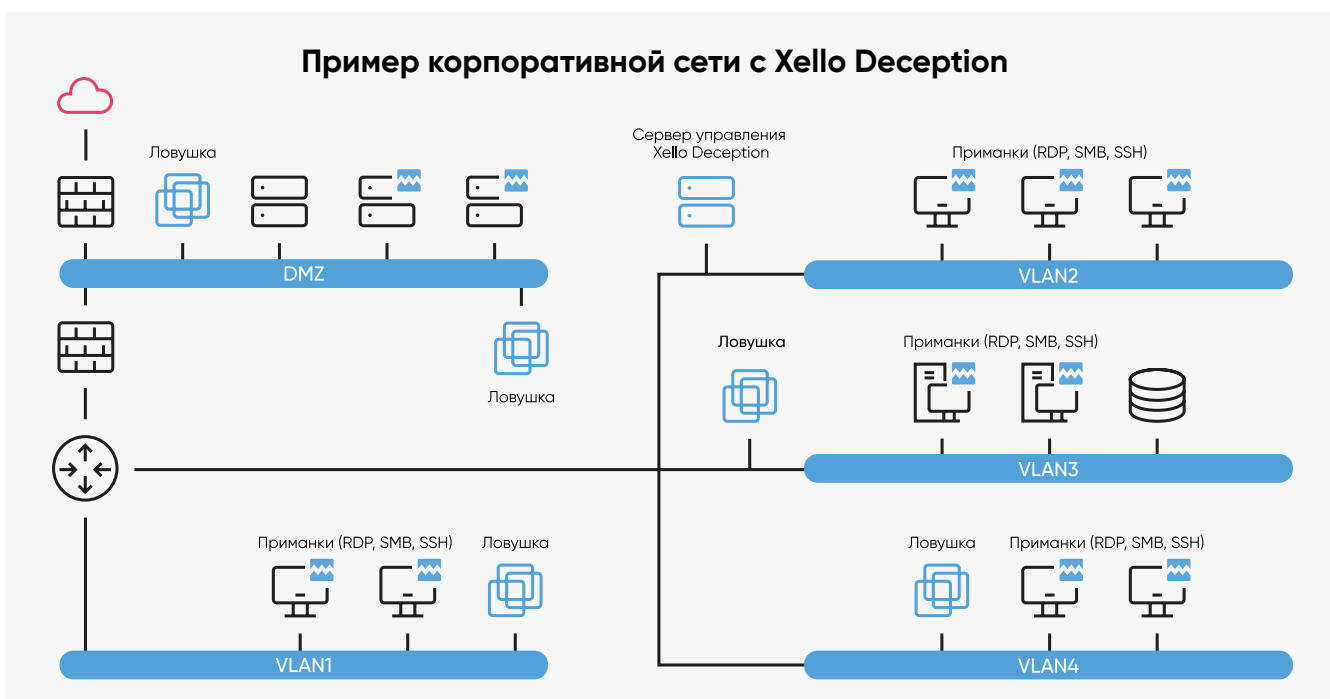 Пример корпоративной сети с Xello Deception
Ловушка
Сервер управления
Xello Deception
Приманки (RDP, SMB, SSH)
DMZ
VLAN2
Ловушка
Ловушка
Приманки (RDP, SMB, SSH)
VLAN3
Приманки (RDP, SMB, SSH)
Ловушка
Ловушка
Приманки (RDP, SMB, SSH)
VLAN1
VLAN4